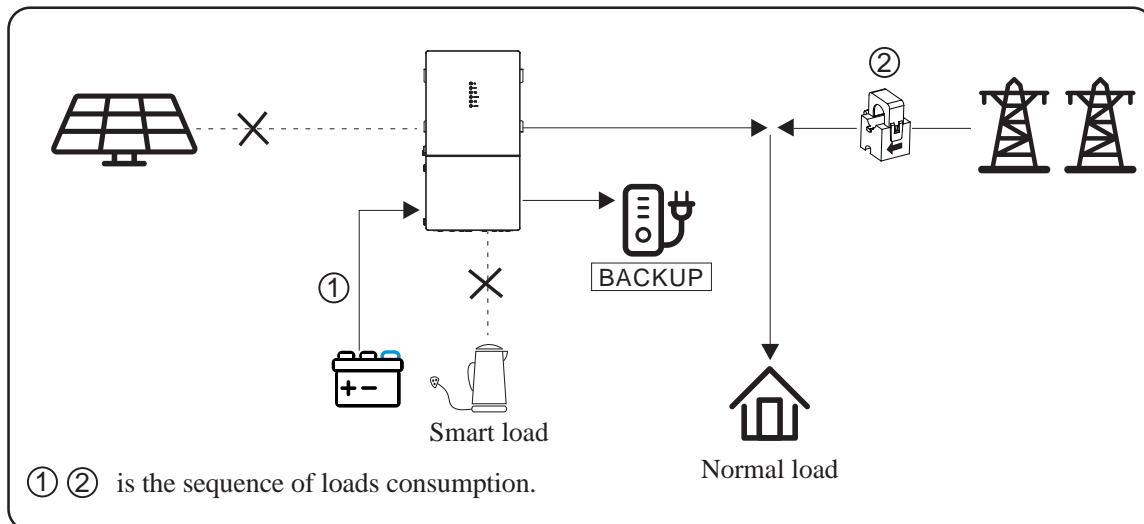 ②
①
BACKUP
Smart load
Normal load
① ② is the sequence of loads consumption.